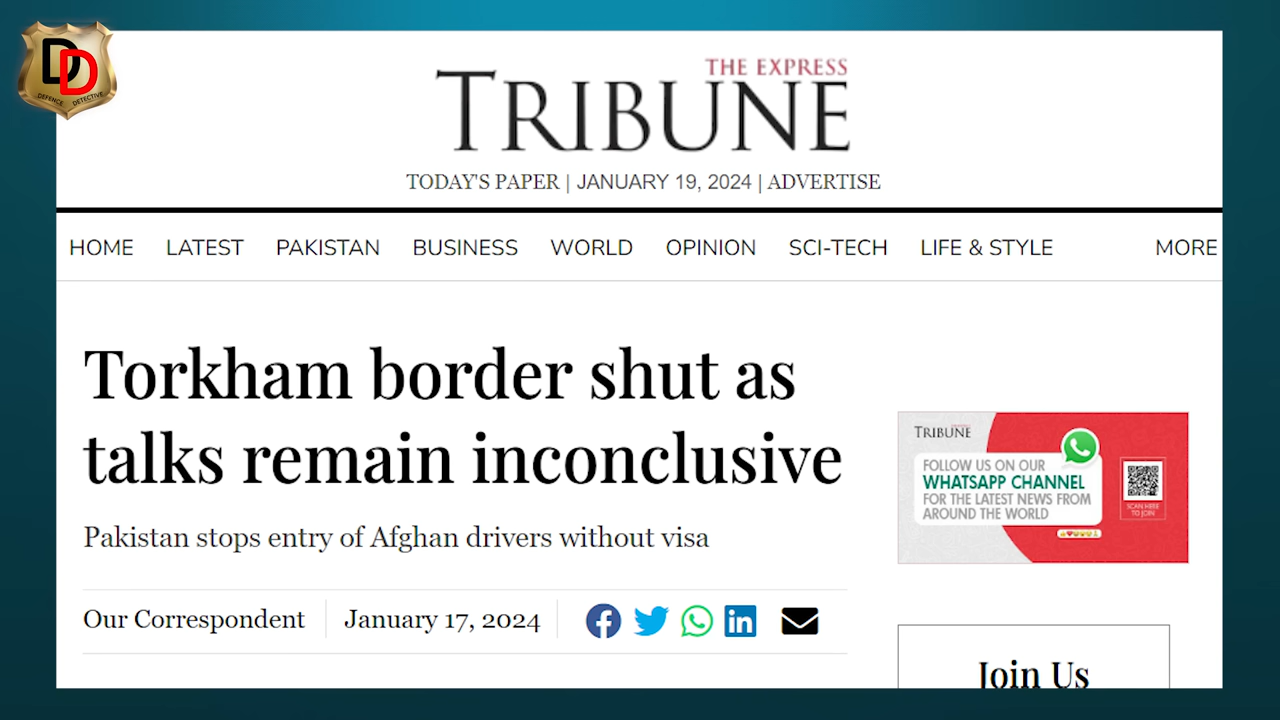 DD
DEFENCE DETECTIVE
THE EXPRESS
TRIBUNE
TODAY'S PAPER | JANUARY 19, 2024 | ADVERTISE
HOME LATEST PAKISTAN BUSINESS WORLD OPINION SCI-TECH LIFE & STYLE MORE
Torkham border shut as
talks remain inconclusive
Pakistan stops entry of Afghan drivers without visa
Our Correspondent January 17, 2024
TRIBUNE
FOLLOW US ON OUR
WHATSAPP CHANNEL
FOR THE LATEST NEWS FROM
AROUND THE WORLD
SCAN HERE
TO JOIN
Join Us